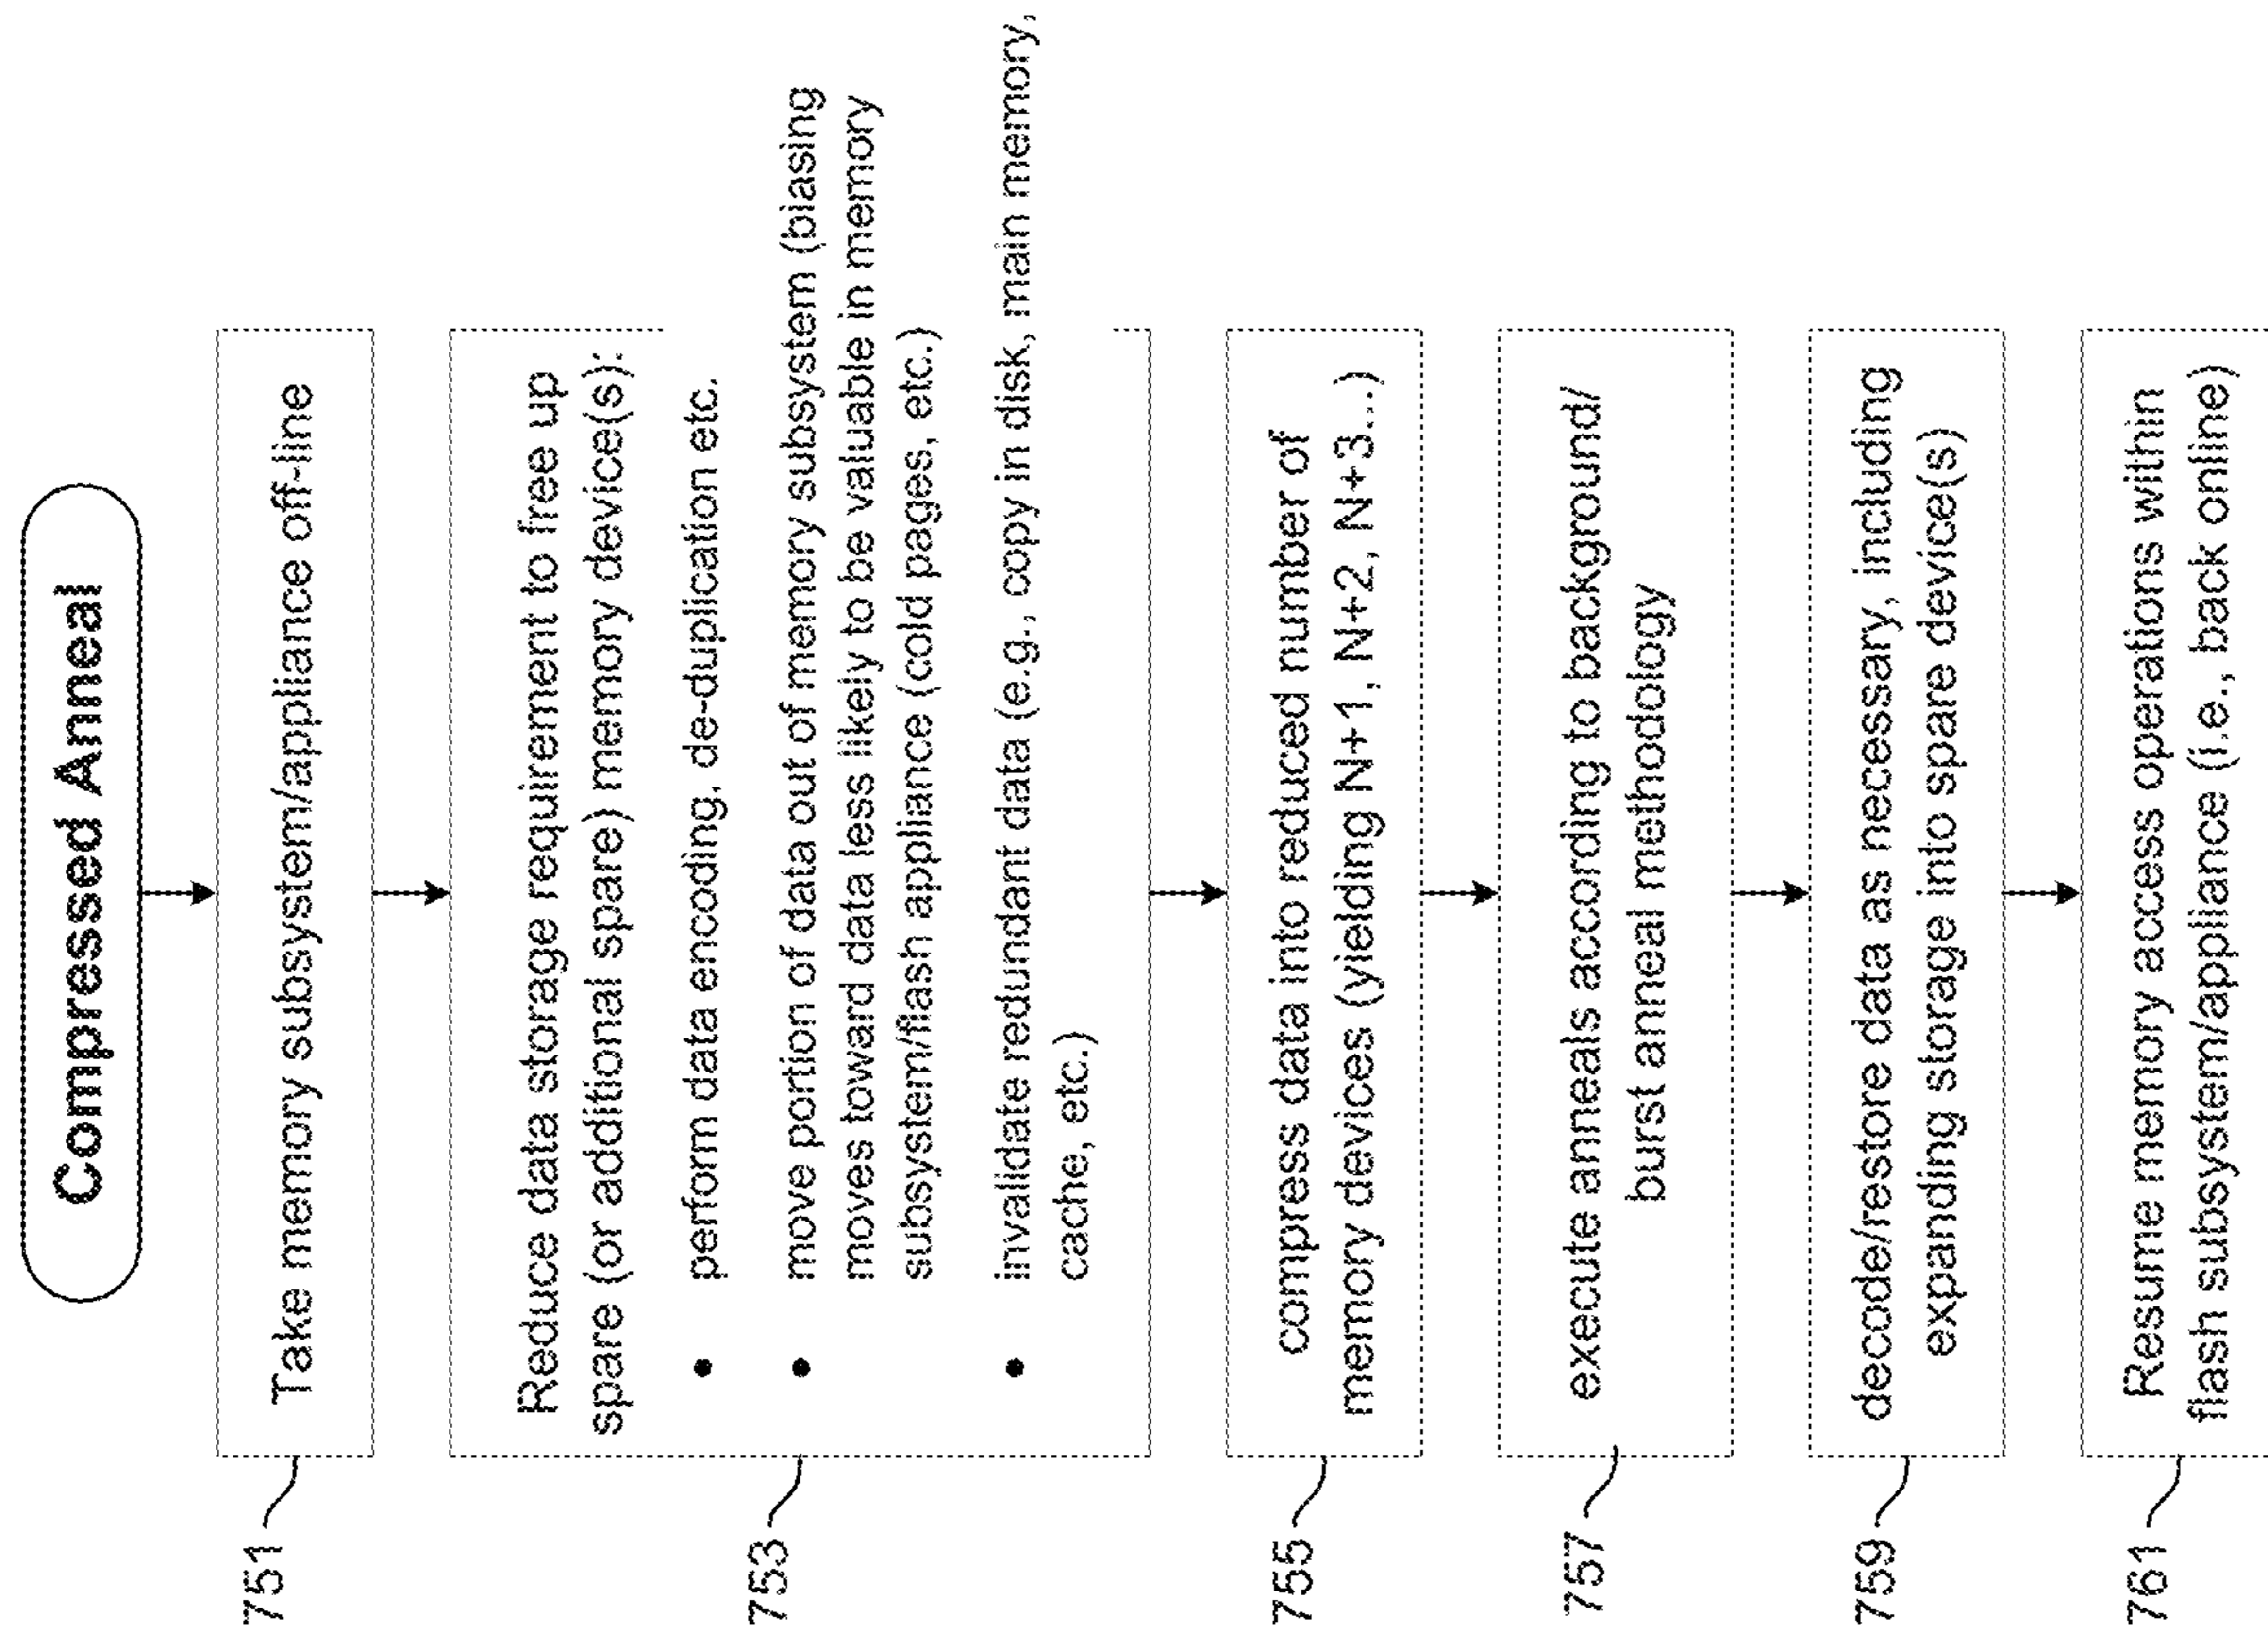 Compressed Anneal
751
Take memory subsystem/appliance off-line
753
Reduce data storage requirement to free up
spare (or additional spare) memory device(s):
• perform data encoding, de-duplication etc.
• move portion of data out of memory subsystem (biasing
moves toward data less likely to be valuable in memory
subsystem/flash appliance (cold pages, etc.)
• invalidate redundant data (e.g., copy in disk, main memory,
cache, etc.)
755
compress data into reduced number of
memory devices (yielding N+1, N+2, N+3...)
757
execute anneals according to background/
burst anneal methodology
759
decode/restore data as necessary, including
expanding storage into spare device(s)
761
Resume memory access operations within
flash subsystem/appliance (i.e., back online)